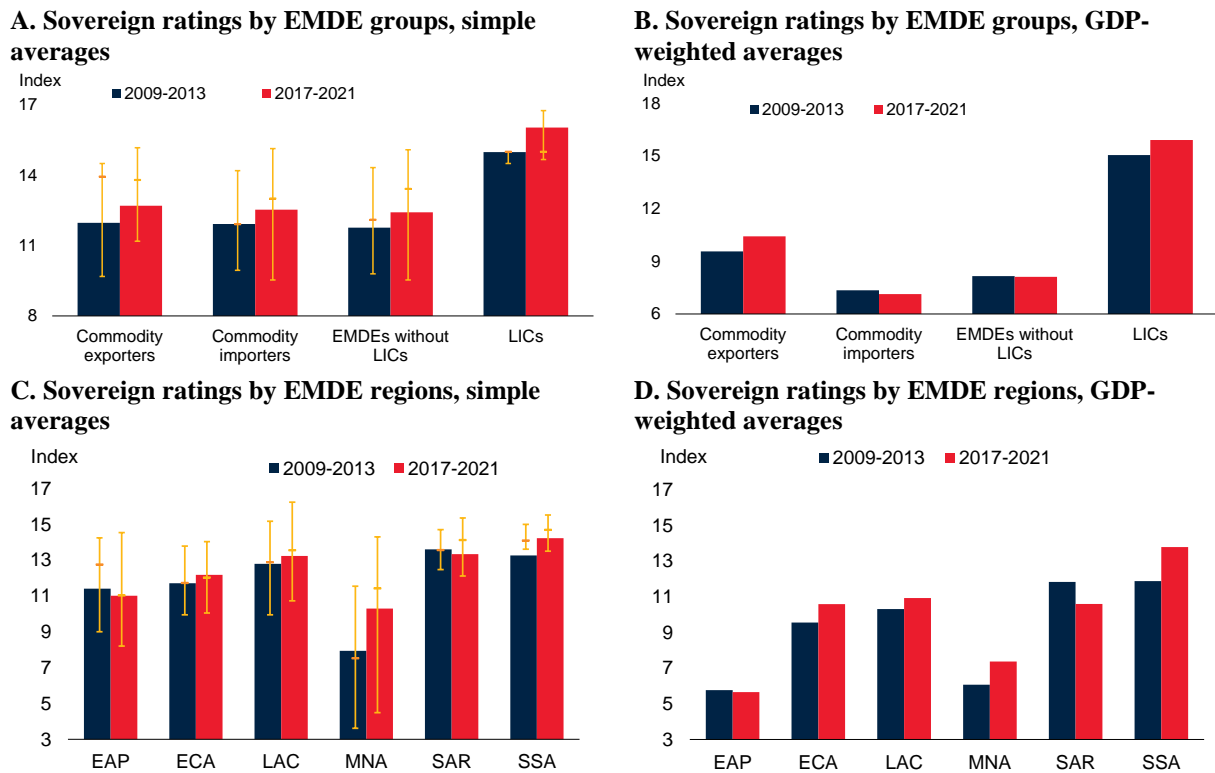 A. Sovereign ratings by EMDE groups, simple
averages
Index
2009-2013 2017-2021
17
14
11
8
Commodity
exporters
Commodity
importers
EMDEs without
LICs
LICs
B. Sovereign ratings by EMDE groups, GDP-
weighted averages
Index
2009-2013 2017-2021
18
15
12
9
6
Commodity
exporters
Commodity
importers
EMDEs without
LICs
LICs
C. Sovereign ratings by EMDE regions, simple
averages
Index
2009-2013 2017-2021
17
15
13
11
9
7
5
3
EAP ECA LAC MNA SAR SSA
D. Sovereign ratings by EMDE regions, GDP-
weighted averages
Index
2009-2013 2017-2021
17
15
13
11
9
7
5
3
EAP ECA LAC MNA SAR SSA